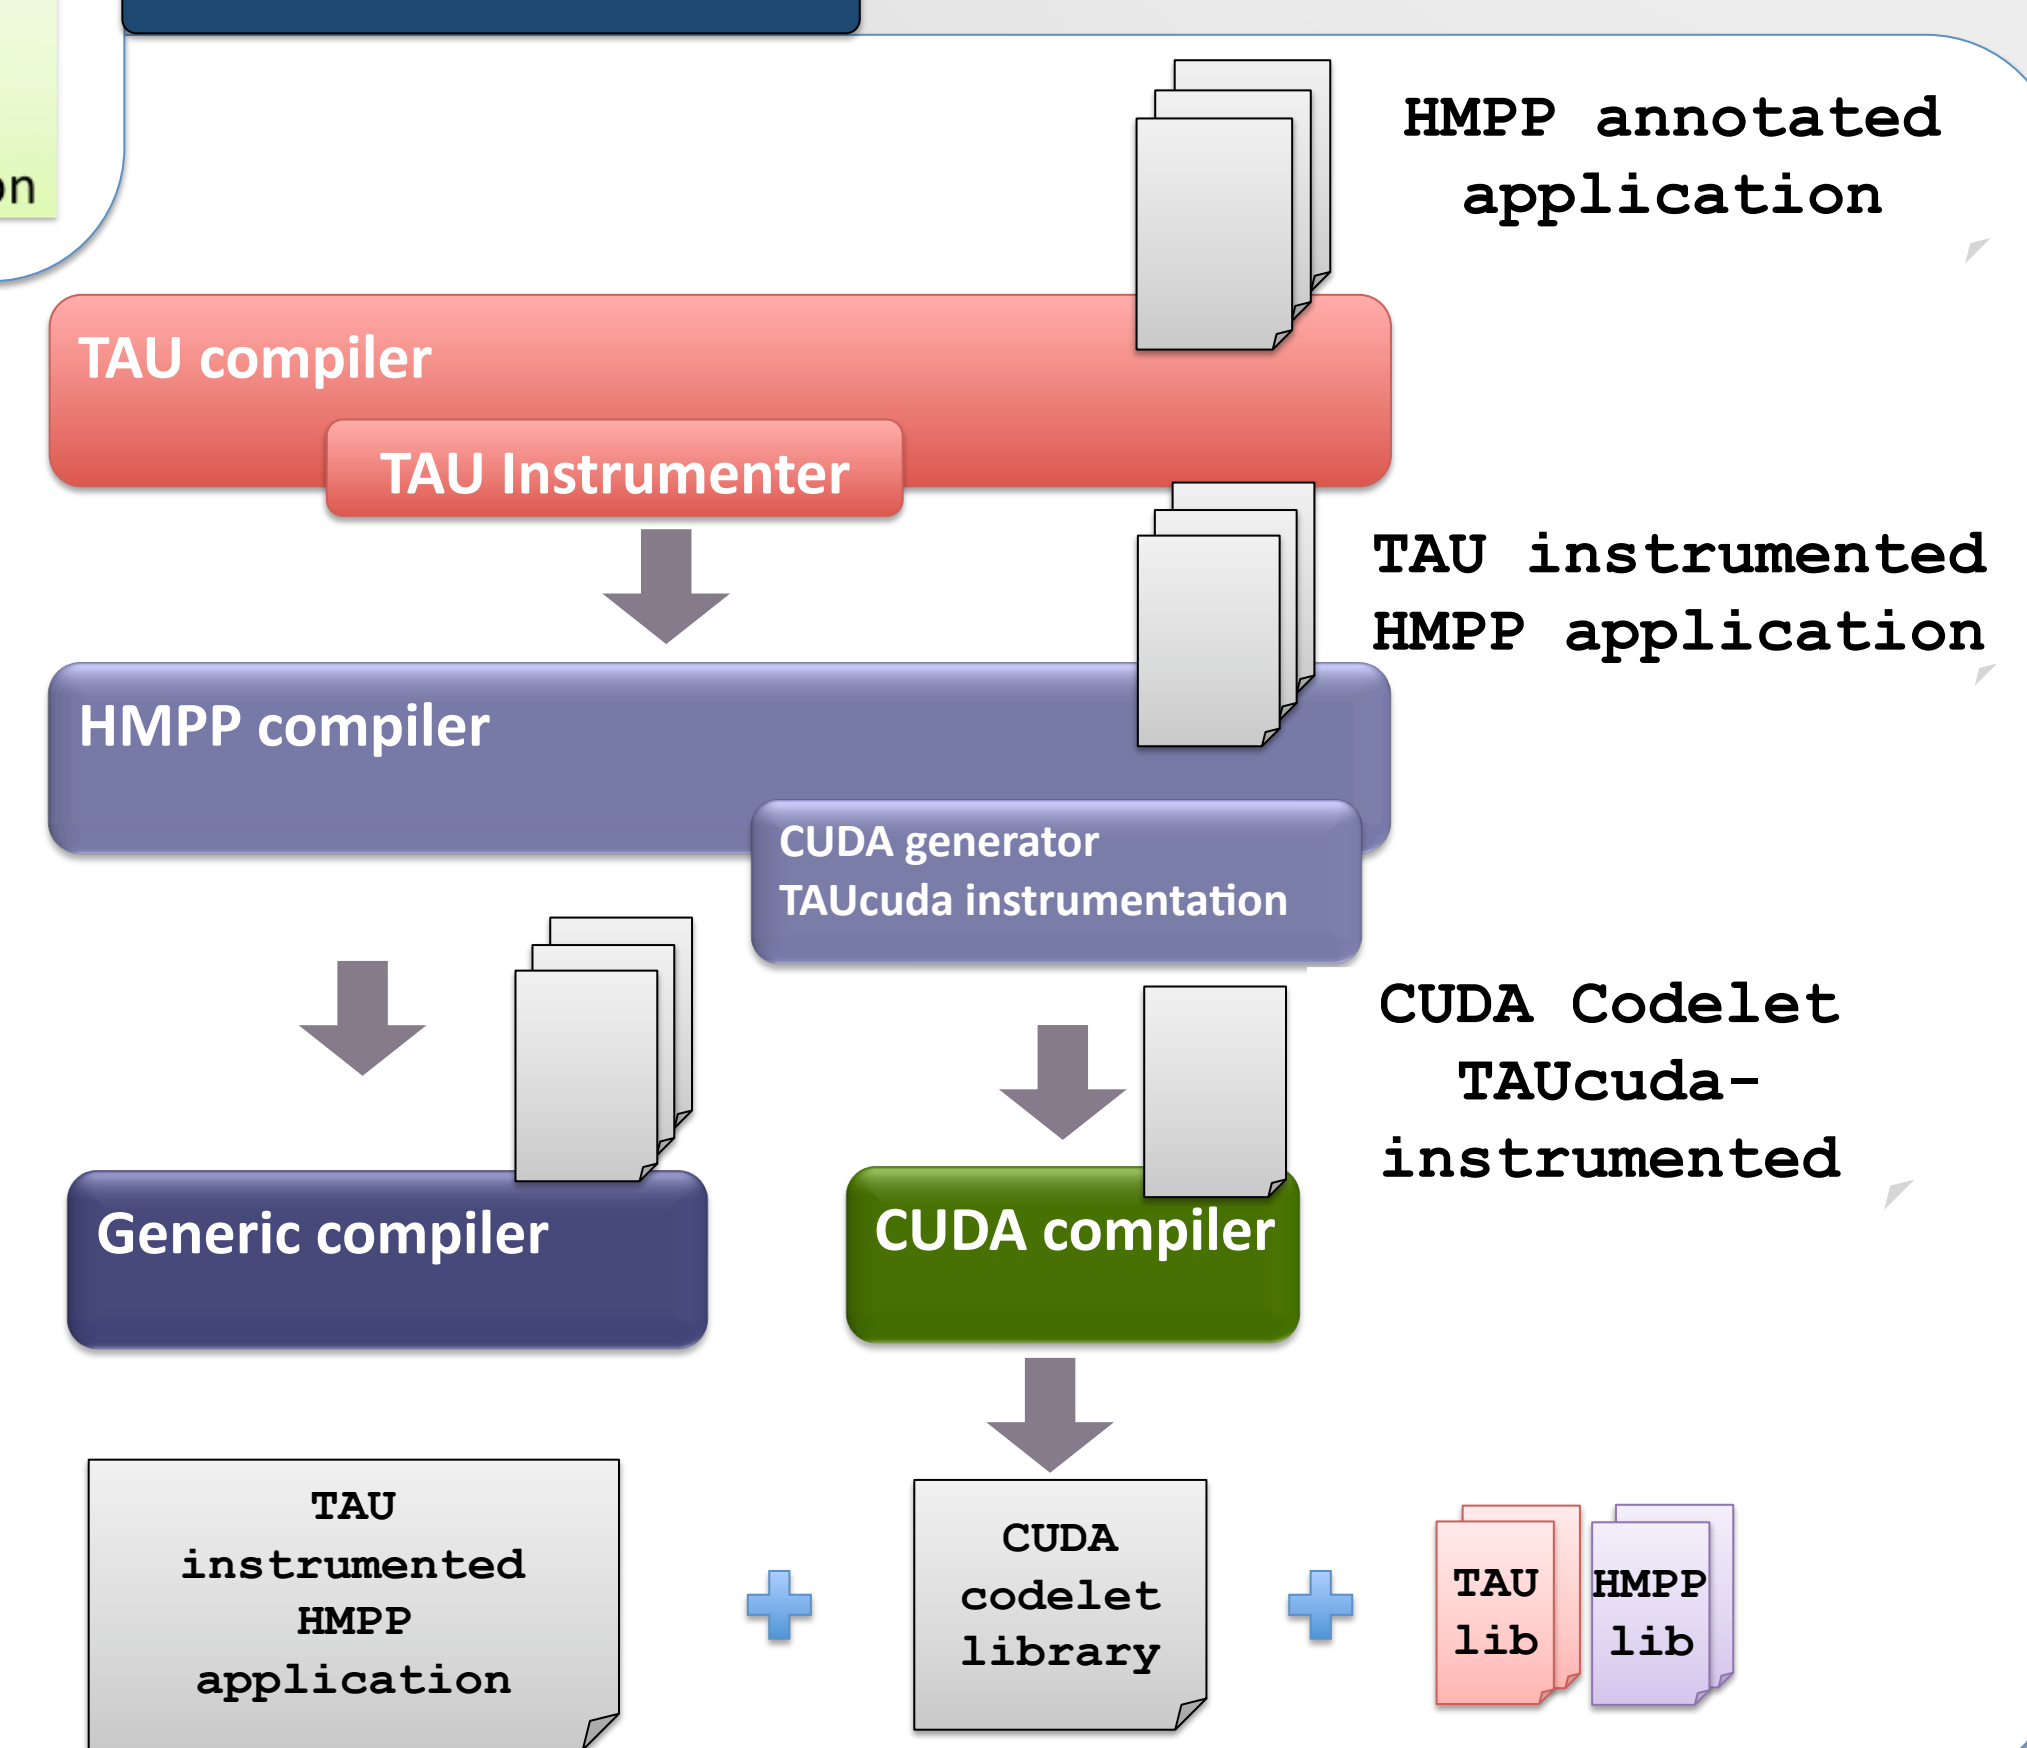 HMPP annotated
application
TAU compiler
TAU Instrumenter
TAU instrumented
HMPP application
HMPP compiler
CUDA generator
TAUcuda instrumentation
CUDA Codelet
TAUcuda-
instrumented
Generic compiler
CUDA compiler
TAU
instrumented
HMPP
application
CUDA
codelet
library
TAU
lib
HMPP
lib